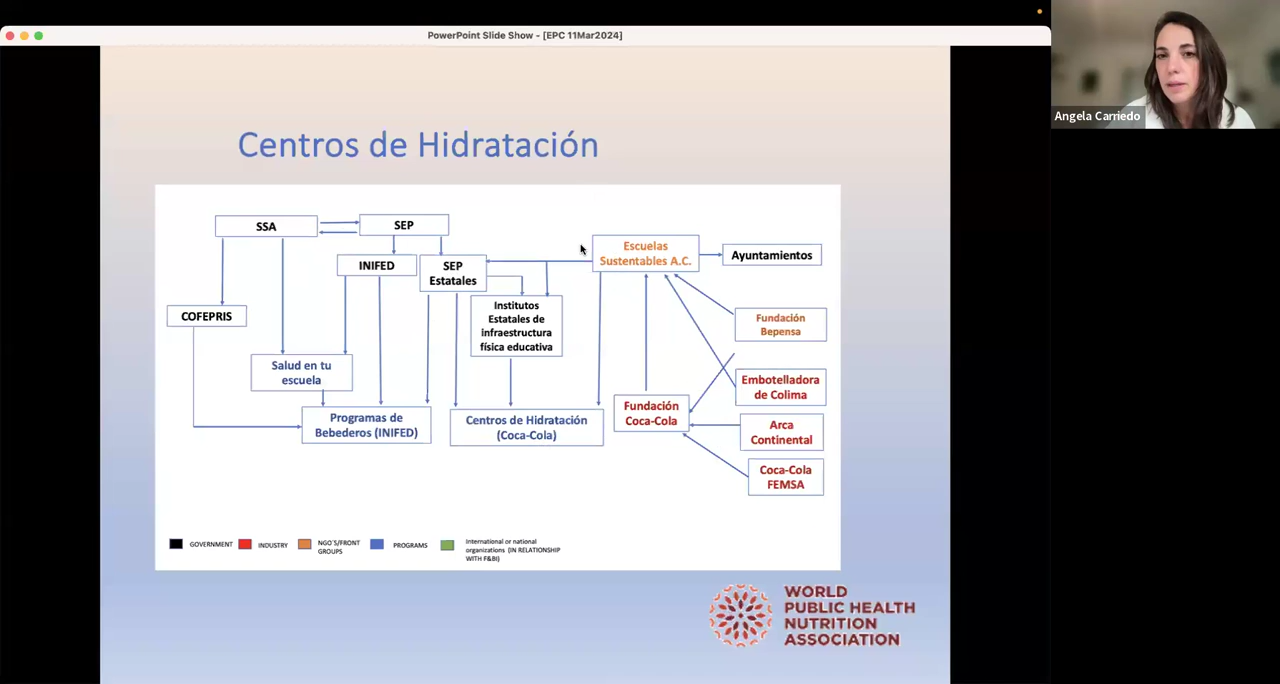 PowerPoint Slide Show - [EPC 11Mar2024]
Angela Carriedo
Centros de Hidratación
SSA
SEP
Escuelas
Sustentables A.C.
Ayuntamientos
INIFED
SEP
Estatales
COFEPRIS
Institutos
Estatales de
infraestructura
física educativa
Fundación
Bepensa
Salud en tu
escuela
Embotelladora
de Colima
Programas de
Bebederos (INIFED)
Centros de Hidratación
(Coca-Cola)
Fundación
Coca-Cola
Arca
Continental
Coca-Cola
FEMSA
GOVERNMENT
INDUSTRY
NGO´S/FRONT
GROUPS
PROGRAMS
International or national
organizations (IN RELATIONSHIP
WITH F&BI)
WORLD
PUBLIC HEALTH
NUTRITION
ASSOCIATION